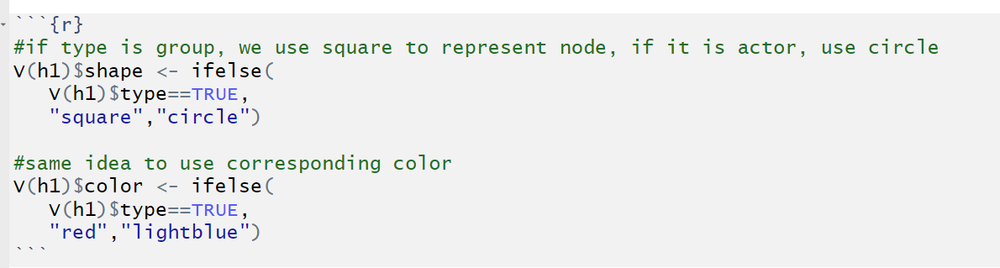 ```{r}
#if type is group, we use square to represent node, if it is actor, use circle
V(h1)$shape <- ifelse(
   V(h1)$type==TRUE,
   "square","circle")

#same idea to use corresponding color
V(h1)$color <- ifelse(
   V(h1)$type==TRUE,
   "red","lightblue")
```